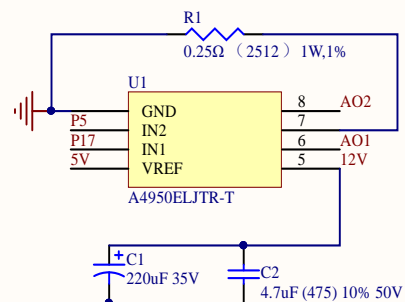 R1
0.25Ω （2512）1W,1%
U1
GND 8 AO2
P5 IN2 7
P17 IN1 6 AO1
5V VREF 5 12V
A4950ELJTR-T
+ C1
220uF 35V
C2
4.7uF (475) 10% 50V